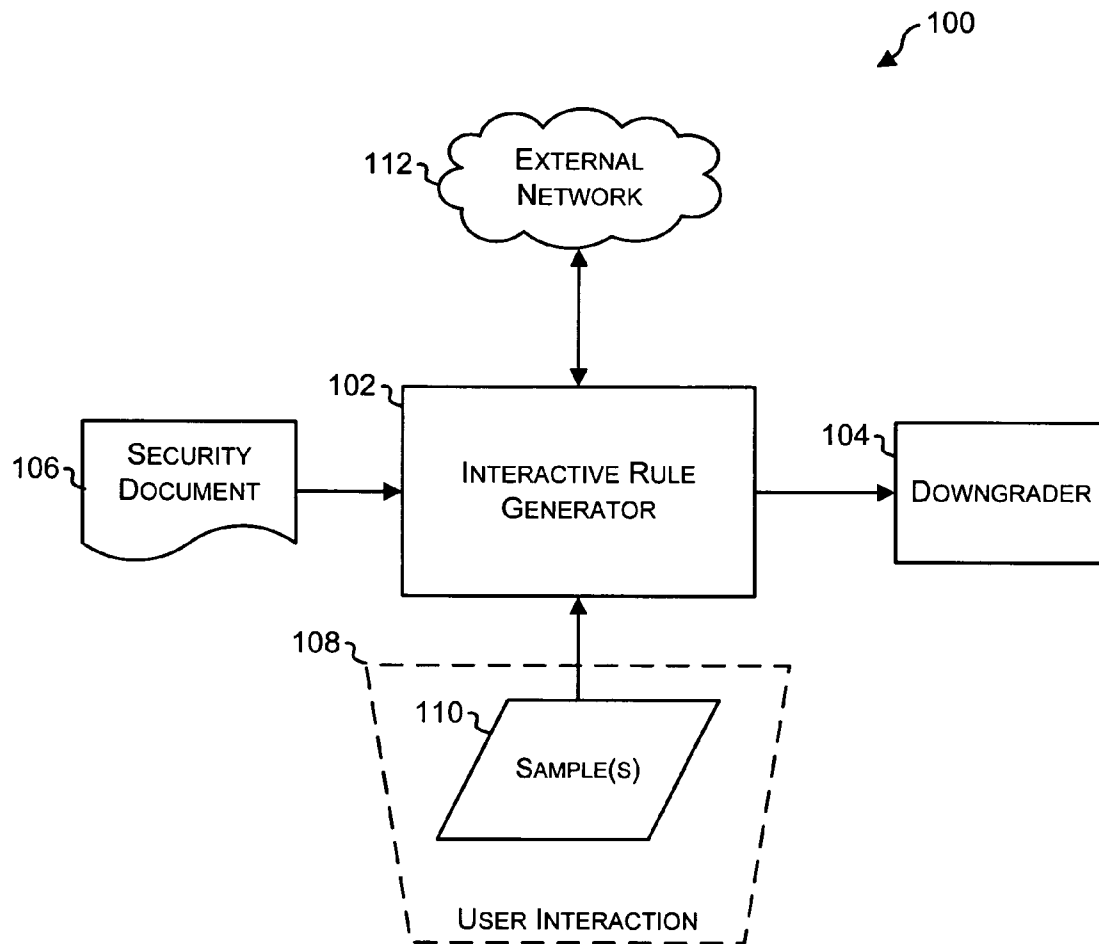 100
EXTERNAL
NETWORK
112
102
INTERACTIVE RULE
GENERATOR
SECURITY
DOCUMENT
106
104
DOWNGRADER
108
110
SAMPLE(S)
USER INTERACTION